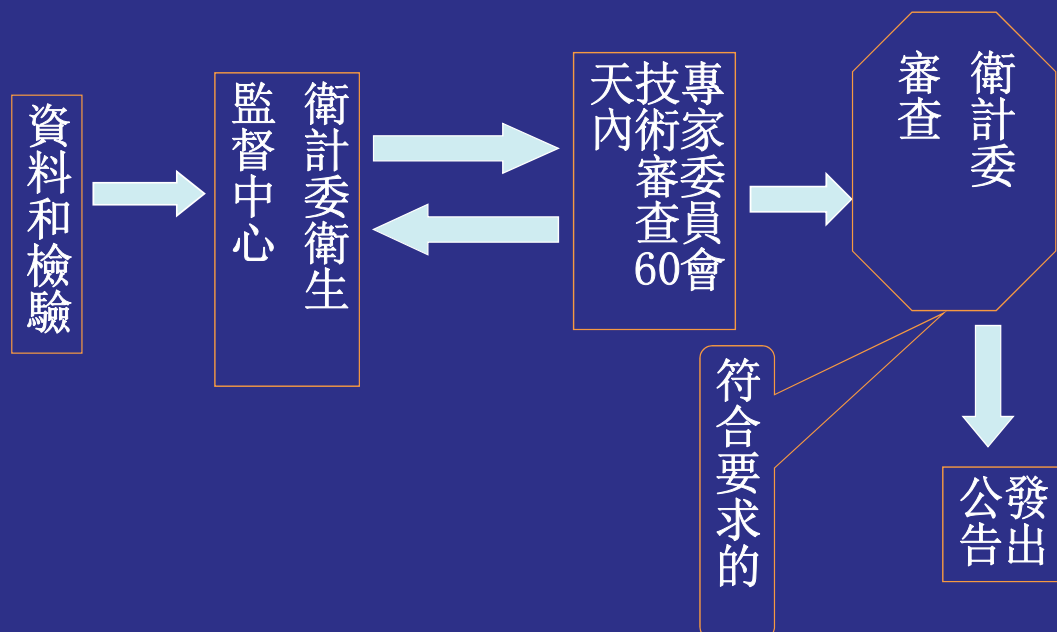 資料和檢驗
衛計委衛生
監督中心
專家委員會
技術審查60
天內
衛計委
審查
符合要求的
發出
公告